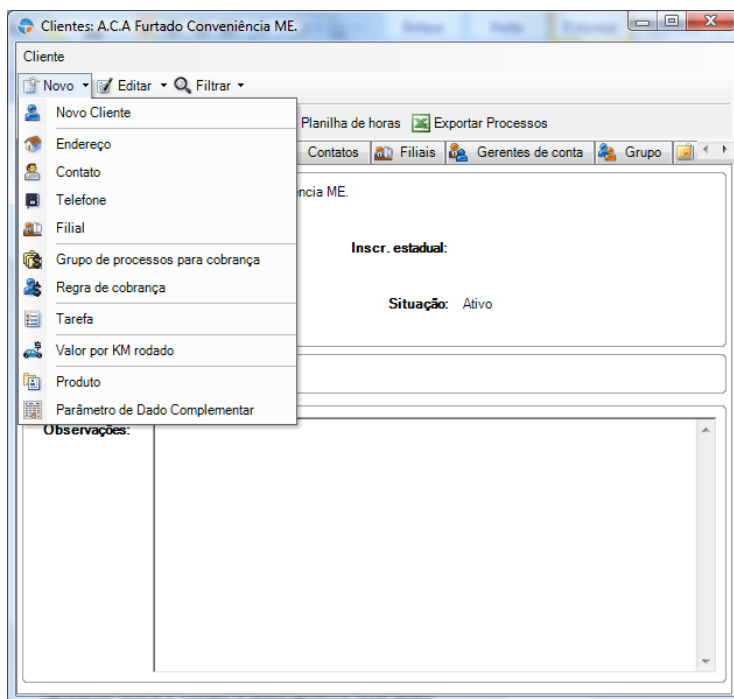 Clientes: A.C.A Furtado Conveniência ME.
Cliente
Novo Editar Filtrar
Novo Cliente
Planilha de horas Exportar Processos
Endereço
Contatos Filiais Gerentes de conta Grupo
Contato
Telefone
ncia ME.
Filial
Inscr. estadual:
Grupo de processos para cobrança
Regra de cobrança
Situação: Ativo
Tarefa
Valor por KM rodado
Produto
Parâmetro de Dado Complementar
Observações: